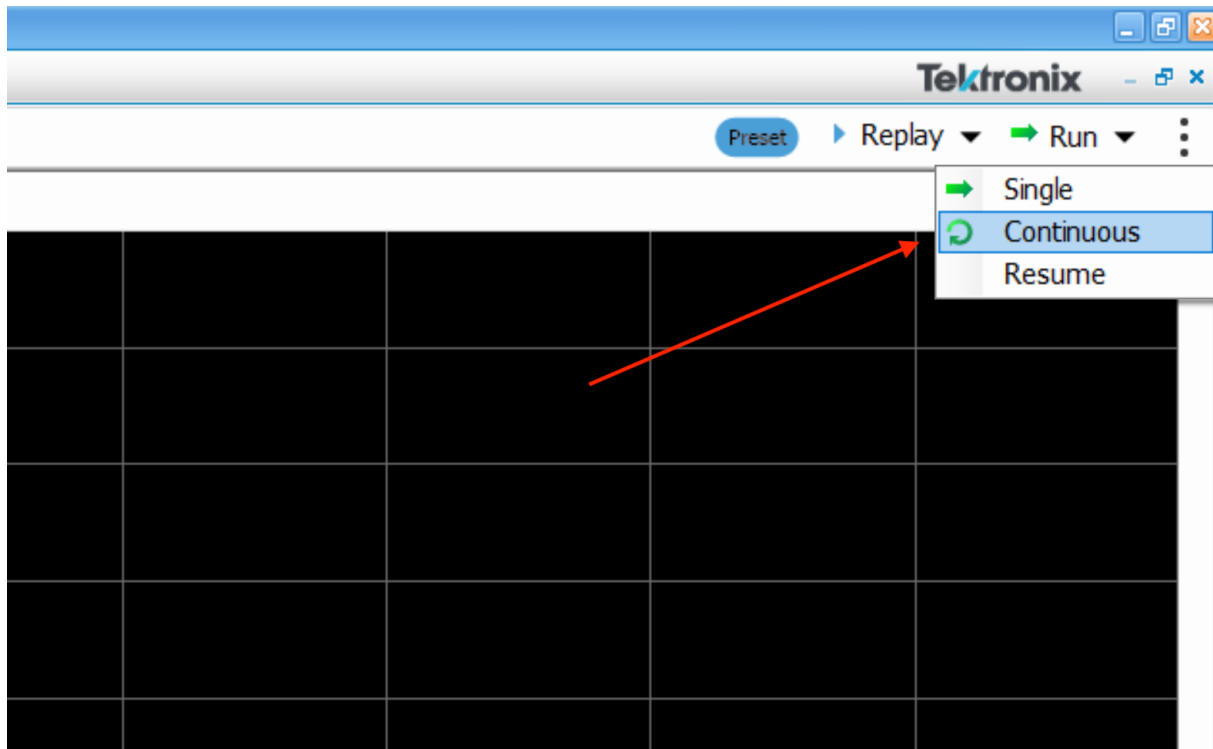 Tektronix
Preset Replay Run
Single
Continuous
Resume